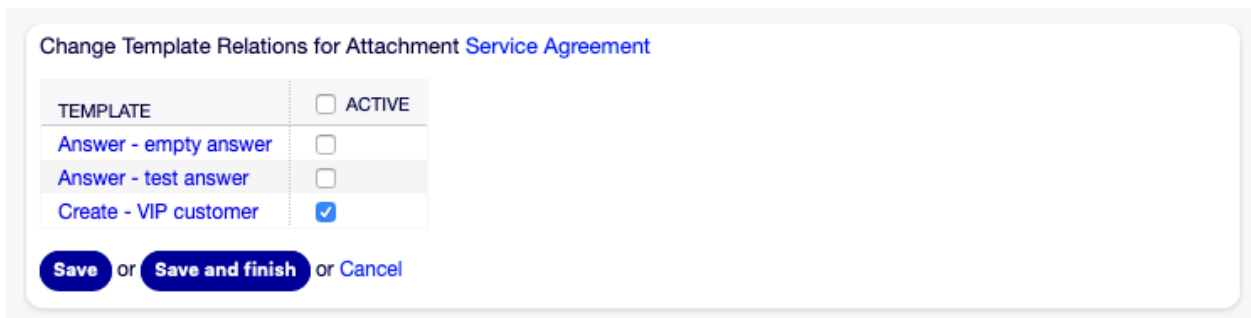 Change Template Relations for Attachment Service Agreement
TEMPLATE ACTIVE
Answer - empty answer
Answer - test answer
Create - VIP customer
Save or Save and finish or Cancel